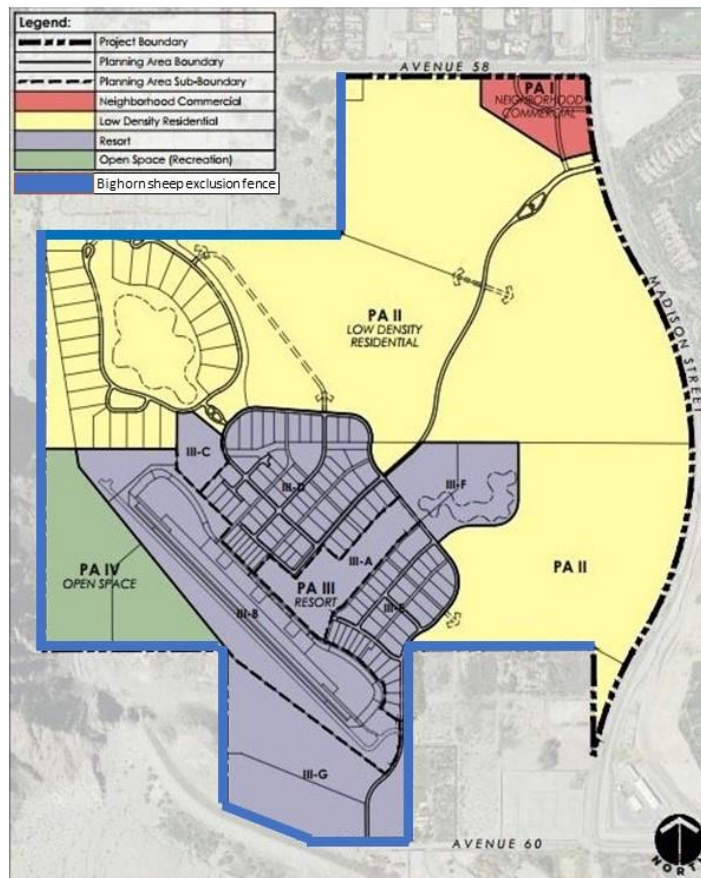 Legend:
Project Boundary
Planning Area Boundary
Planning Area Sub-Boundary
Neighborhood Commercial
Low Density Residential
Resort
Open Space (Recreation)
Bighorn sheep exclusion fence
AVENUE 58
PA I
NEIGHBORHOOD
COMMERCIAL
MADISON STREET
PA II
LOW DENSITY
RESIDENTIAL
III-C
III-D
III-F
III-A
PA IV
OPEN SPACE
PA III
RESORT
PA II
III-E
III-B
III-G
AVENUE 60
NORTH